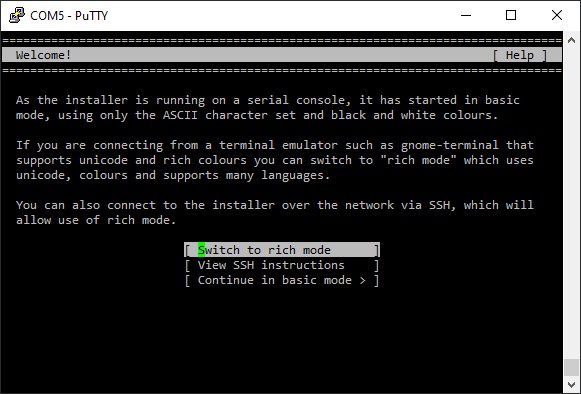 COM5 - PuTTY
Welcome! [ Help ]
As the installer is running on a serial console, it has started in basic
mode, using only the ASCII character set and black and white colours.
If you are connecting from a terminal emulator such as gnome-terminal that
supports unicode and rich colours you can switch to "rich mode" which uses
unicode, colours and supports many languages.
You can also connect to the installer over the network via SSH, which will
allow use of rich mode.
[ Switch to rich mode ]
[ View SSH instructions ]
[ Continue in basic mode > ]